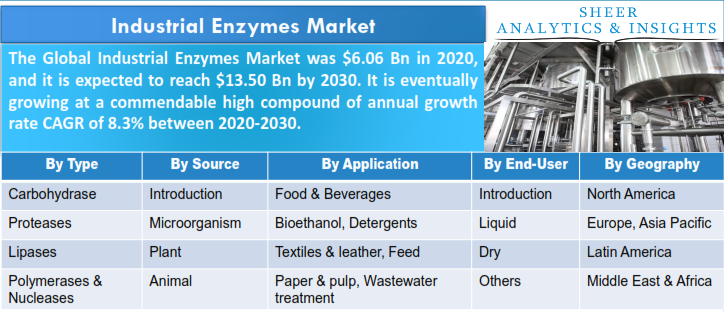 Industrial Enzymes Market
SHEER
ANALYTICS & INSIGHTS
The Global Industrial Enzymes Market was $6.06 Bn in 2020,
and it is expected to reach $13.50 Bn by 2030. It is eventually
growing at a commendable high compound of annual growth
rate CAGR of 8.3% between 2020-2030.
By Type By Source By Application By End-User By Geography
Carbohydrase Introduction Food & Beverages Introduction North America
Proteases Microorganism Bioethanol, Detergents Liquid Europe, Asia Pacific
Lipases Plant Textiles & leather, Feed Dry Latin America
Polymerases & Animal Paper & pulp, Wastewater Others Middle East & Africa
Nucleases treatment